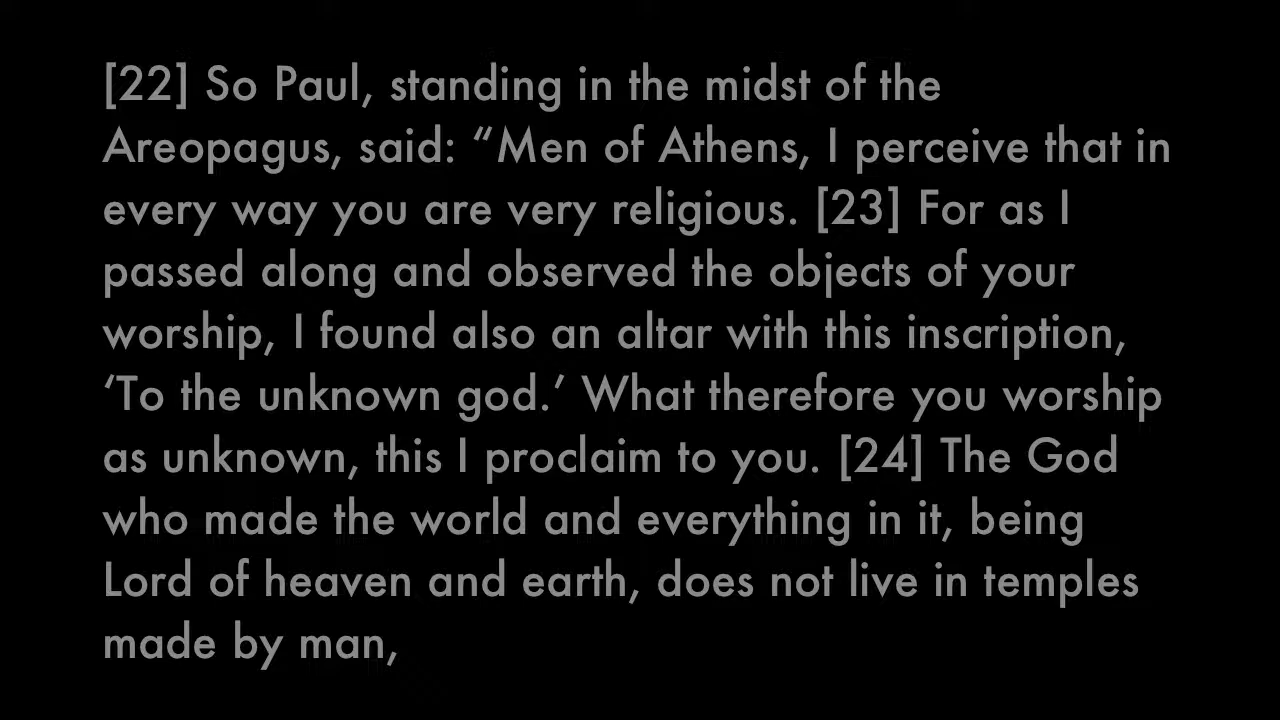 [22] So Paul, standing in the midst of the
Areopagus, said: “Men of Athens, I perceive that in
every way you are very religious. [23] For as I
passed along and observed the objects of your
worship, I found also an altar with this inscription,
‘To the unknown god.’ What therefore you worship
as unknown, this I proclaim to you. [24] The God
who made the world and everything in it, being
Lord of heaven and earth, does not live in temples
made by man,